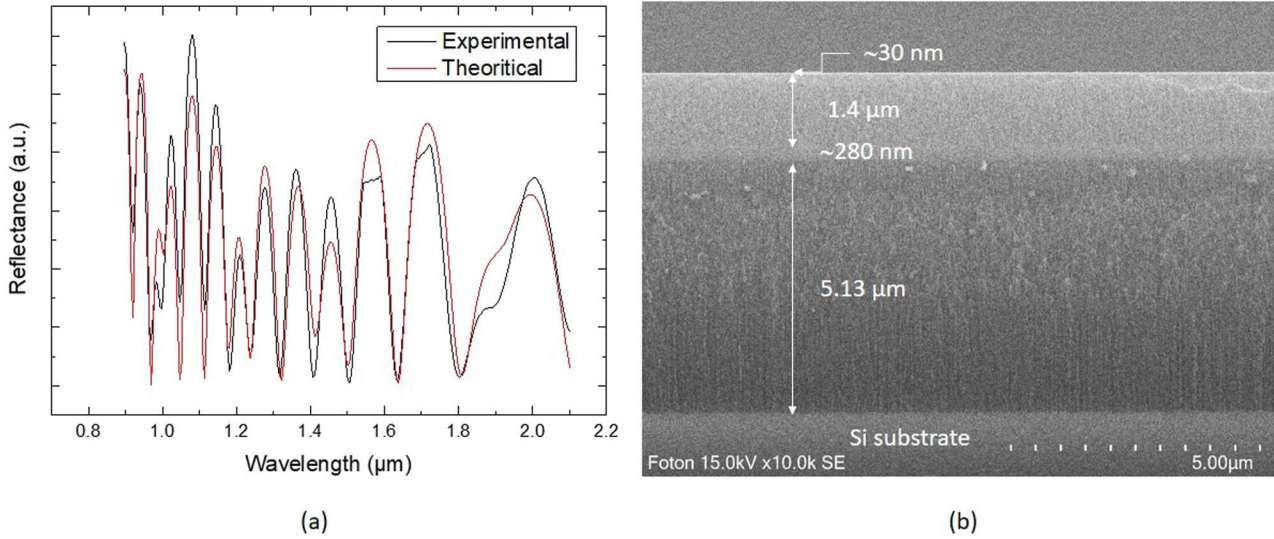 Experimental
Theoritical
Reflectance (a.u.)
0.8 1.0 1.2 1.4 1.6 1.8 2.0 2.2
Wavelength (µm)
(a)
~30 nm
1.4 µm
~280 nm
5.13 µm
Si substrate
Foton 15.0kV x10.0k SE 5.00µm
(b)